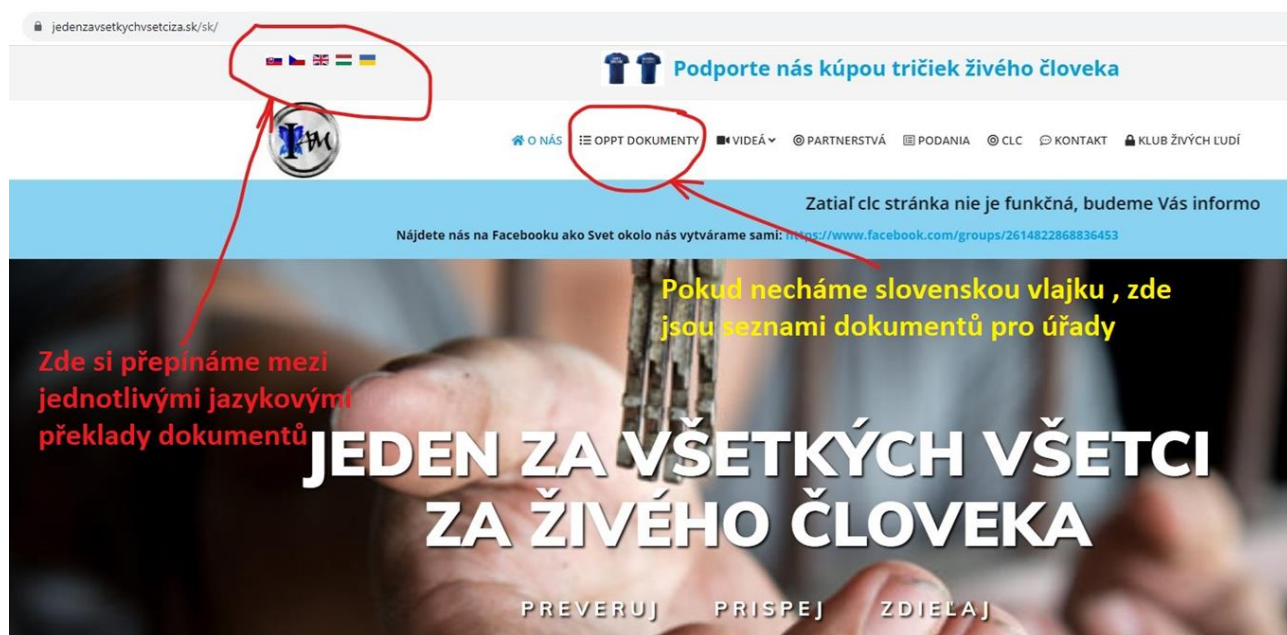 jedenzavsetkychvsetciza.sk/sk/
Podporte nás kúpou tričiek živého človeka
I AM
O NÁS OPPT DOKUMENTY VIDEÁ PARTNERSTVÁ PODANIA CLC KONTAKT KLUB ŽIVÝCH ĽUDÍ
Zatiaľ clc stránka nie je funkčná, budeme Vás informo
Nájdete nás na Facebooku ako Svet okolo nás vytvárame sami: https://www.facebook.com/groups/2614822868836453
Pokud necháme slovenskou vlajku , zde
jsou seznami dokumentů pro úřady
Zde si přepínáme mezi
jednotlivými jazykovými
překlady dokumentů
JEDEN ZA VŠETKÝCH VŠETCI
ZA ŽIVÉHO ČLOVEKA
PREVERUJ PRISPEJ ZDIEĽAJ